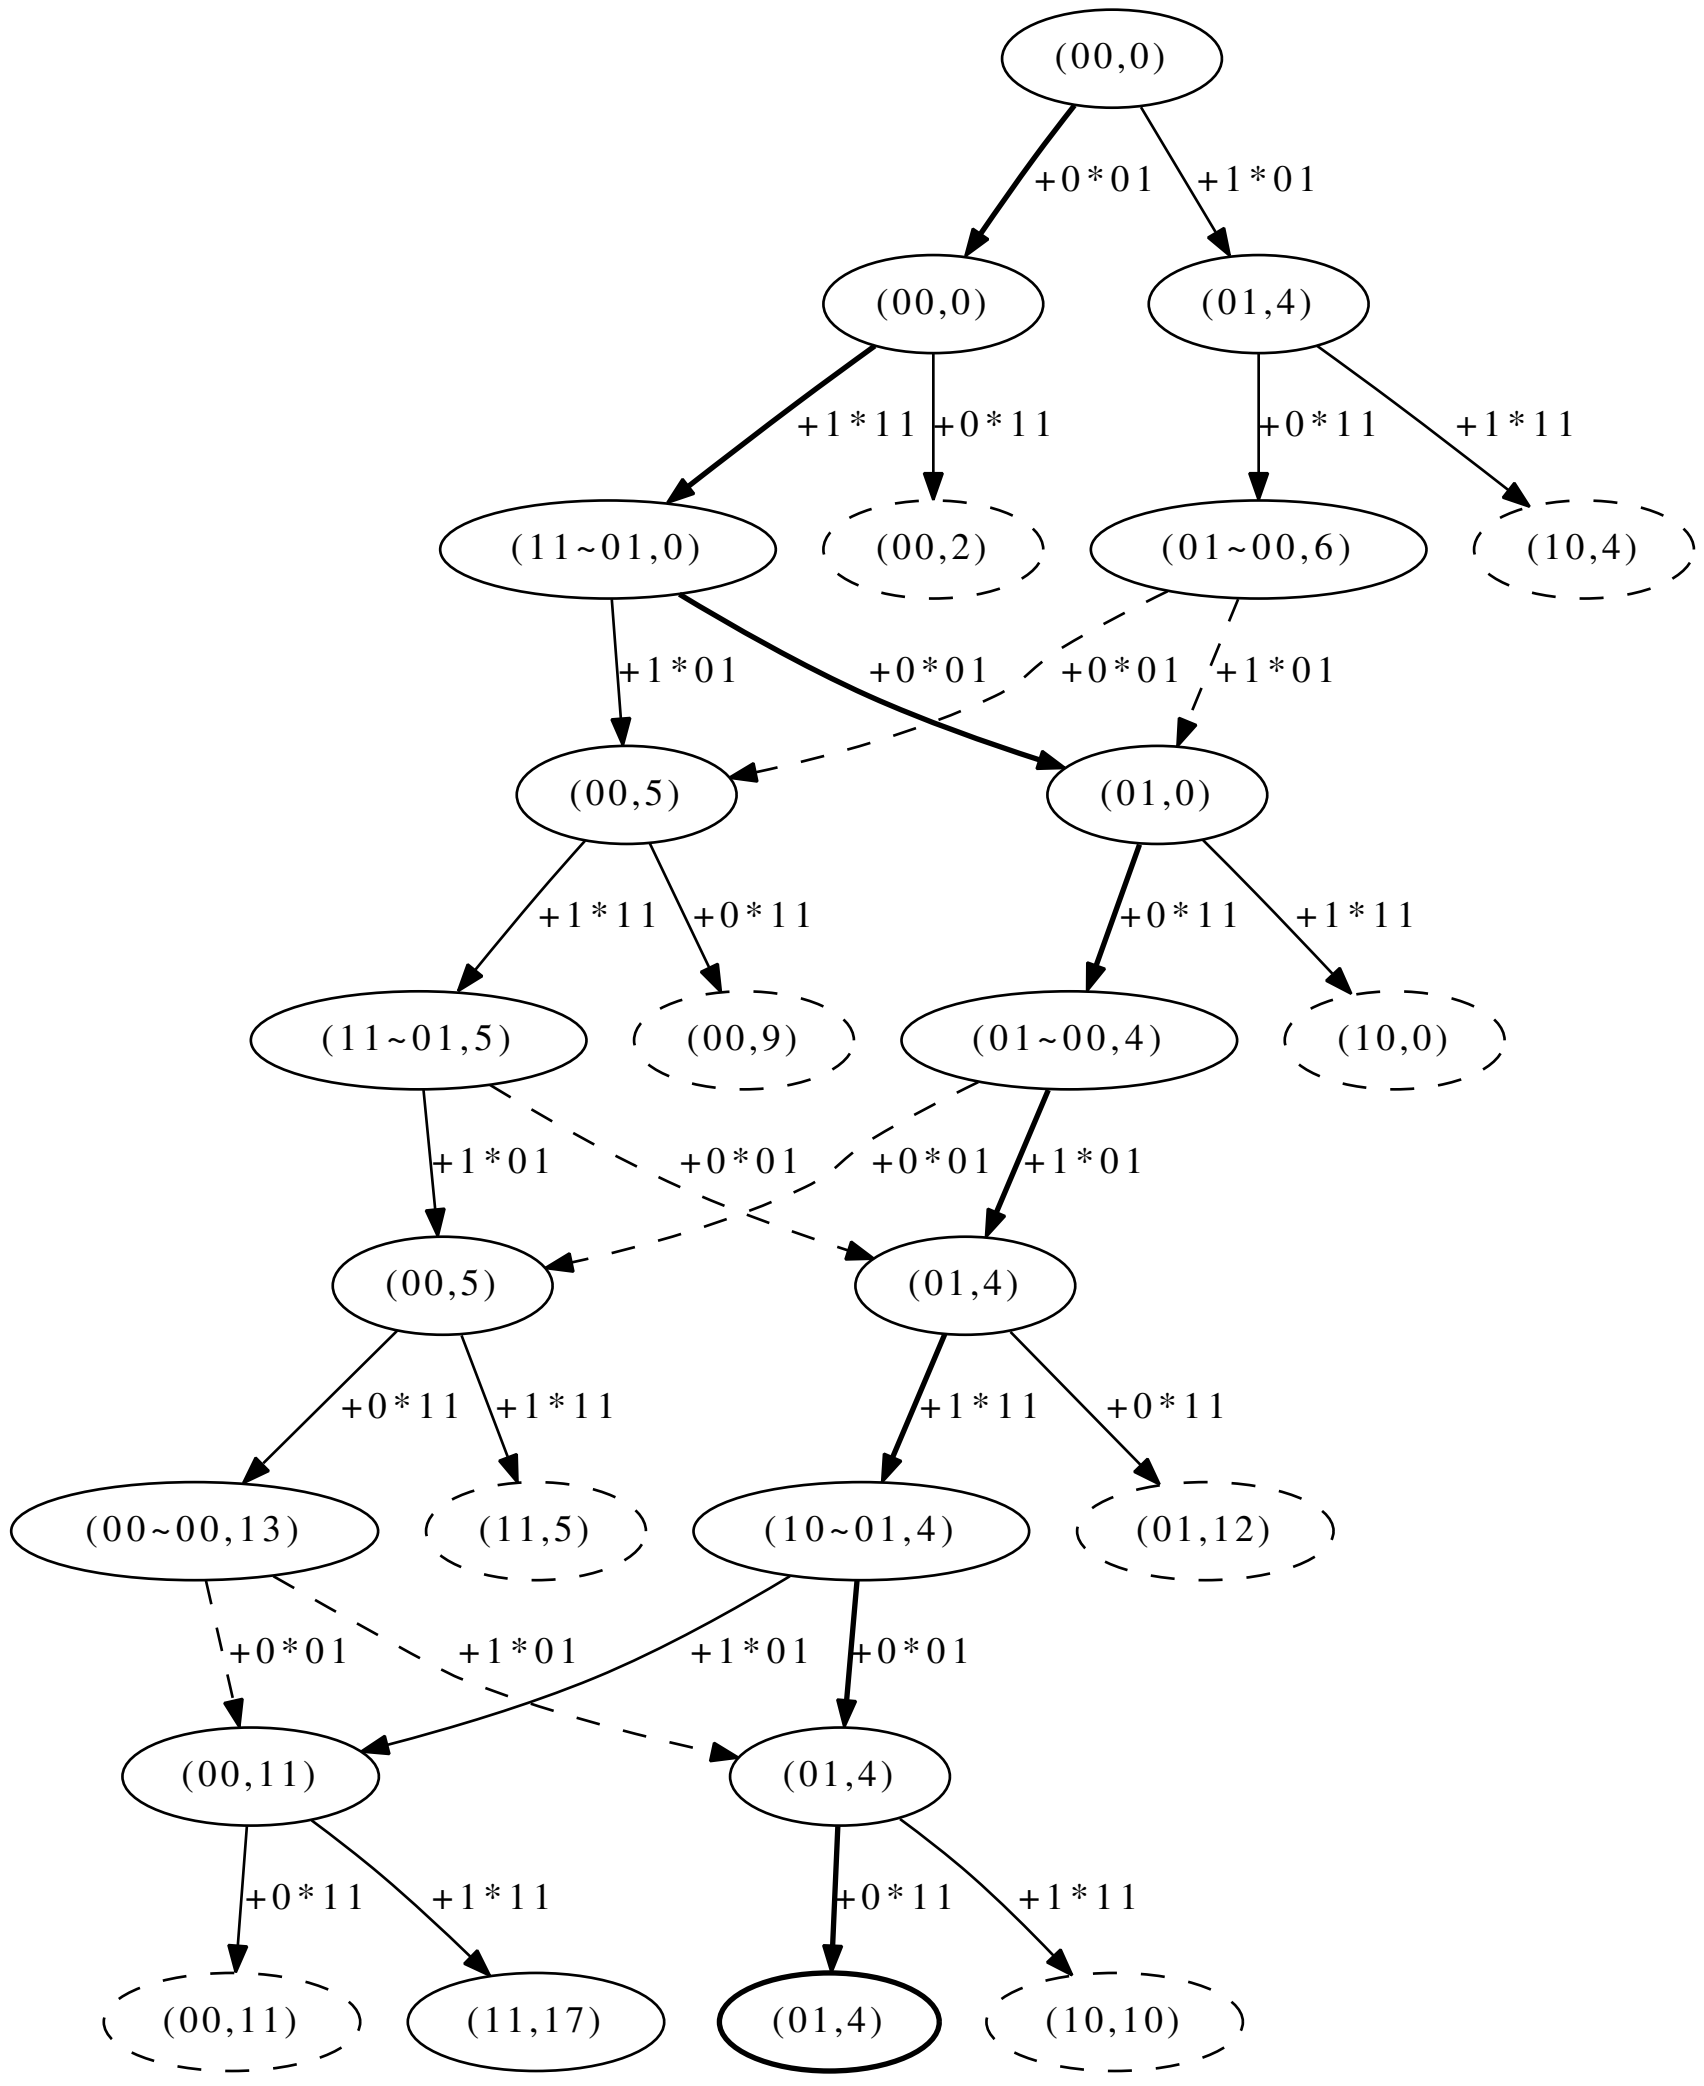 (00,0)
+0*01 +1*01
(00,0) (01,4)
+1*11 +0*11 +0*11 +1*11
(11~01,0) (00,2) (01~00,6) (10,4)
+1*01 +0*01 +0*01 +1*01
(00,5) (01,0)
+1*11 +0*11 +0*11 +1*11
(11~01,5) (00,9) (01~00,4) (10,0)
+1*01 +0*01 +0*01 +1*01
(00,5) (01,4)
+0*11 +1*11 +1*11 +0*11
(00~00,13) (11,5) (10~01,4) (01,12)
+0*01 +1*01 +1*01 +0*01
(00,11) (01,4)
+0*11 +1*11 +0*11 +1*11
(00,11) (11,17) (01,4) (10,10)